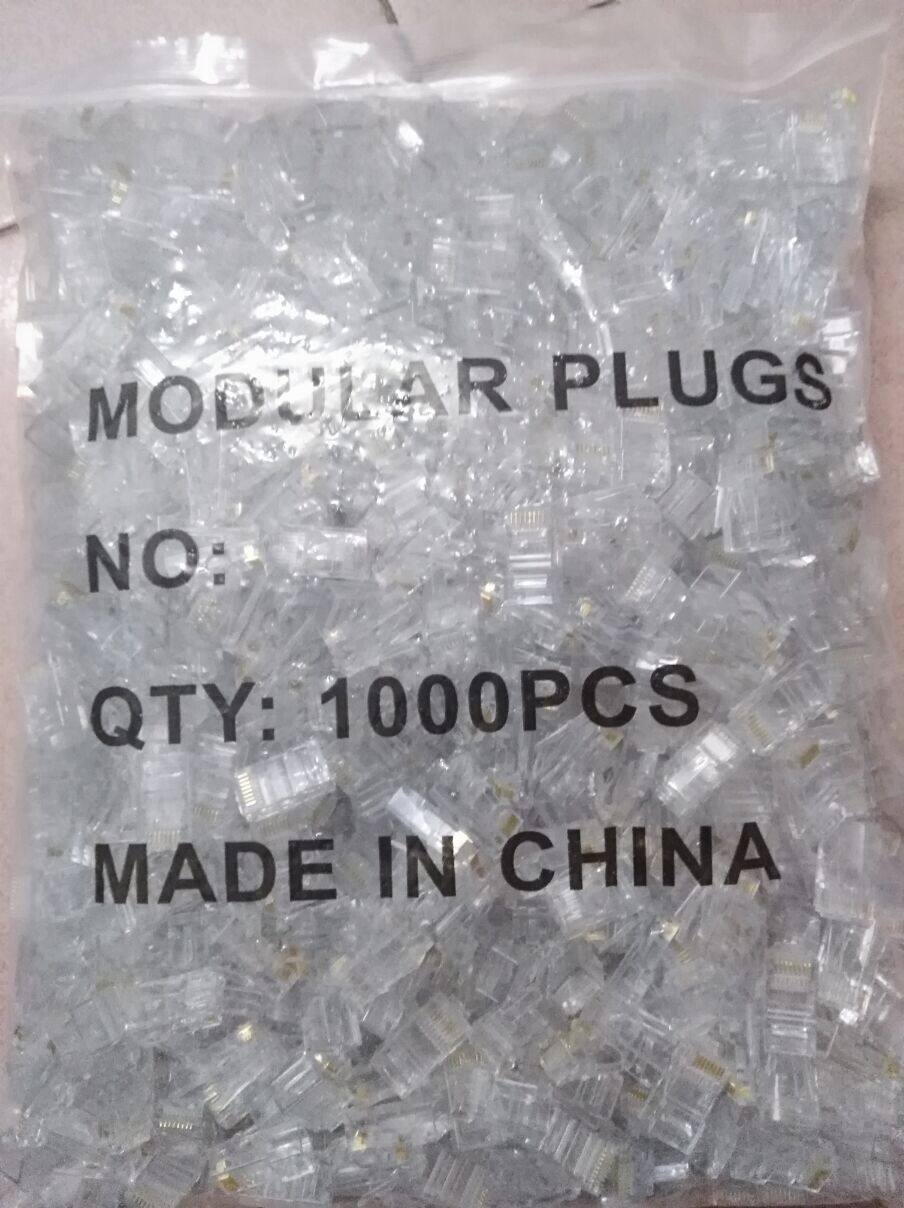 MODULAR PLUGS
NO:
QTY: 1000PCS
MADE IN CHINA